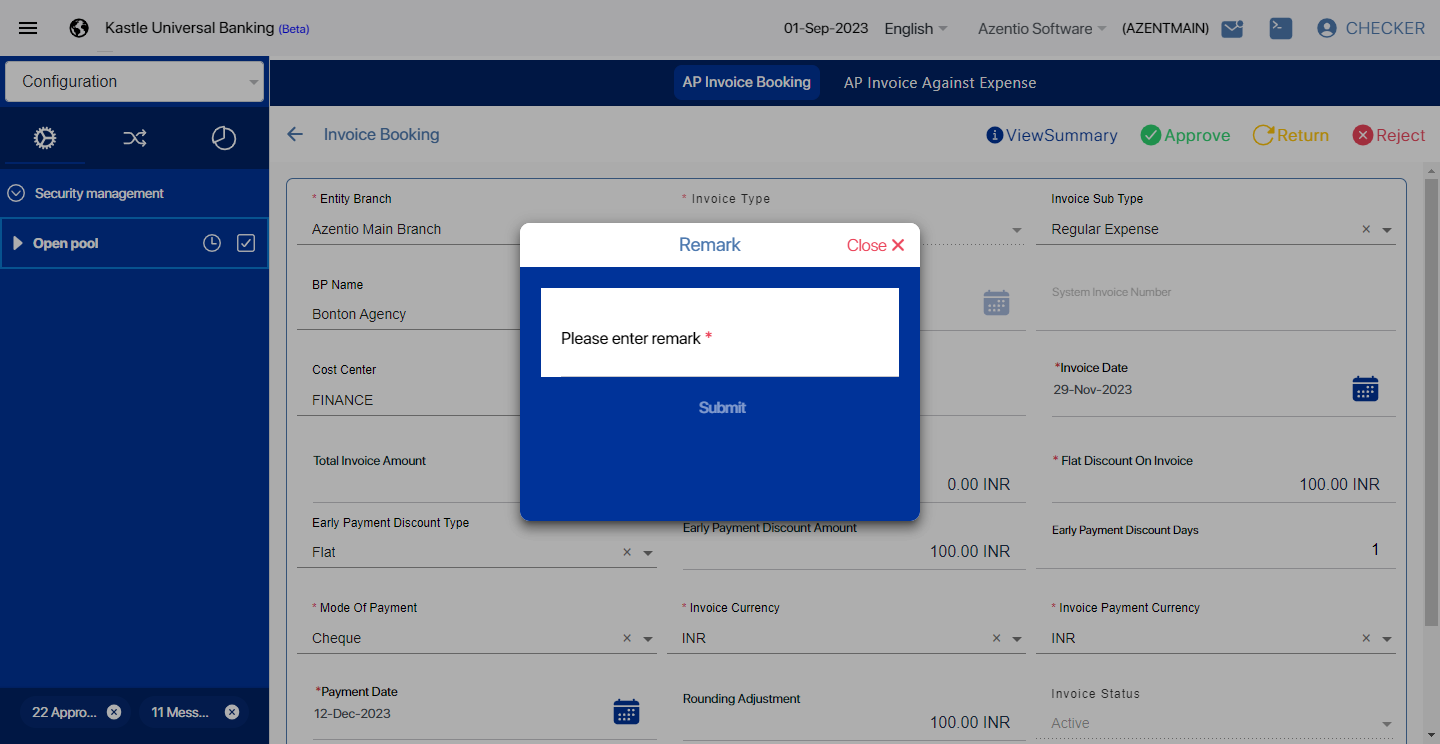 Kastle Universal Banking (Beta)
01-Sep-2023 English Azentio Software (AZENTMAIN) CHECKER
Configuration
AP Invoice Booking AP Invoice Against Expense
Invoice Booking
ViewSummary Approve Return Reject
Security management
Open pool
22 Appro... 11 Mess...
* Entity Branch
Azentio Main Branch
* Invoice Type
Invoice Sub Type
Regular Expense
BP Name
Bonton Agency
System Invoice Number
Cost Center
FINANCE
*Invoice Date
29-Nov-2023
Remark Close
Please enter remark *
Submit
Total Invoice Amount
0.00 INR
* Flat Discount On Invoice
100.00 INR
Early Payment Discount Type
Flat
Early Payment Discount Amount
100.00 INR
Early Payment Discount Days
1
* Mode Of Payment
Cheque
* Invoice Currency
INR
* Invoice Payment Currency
INR
*Payment Date
12-Dec-2023
Rounding Adjustment
100.00 INR
Invoice Status
Active